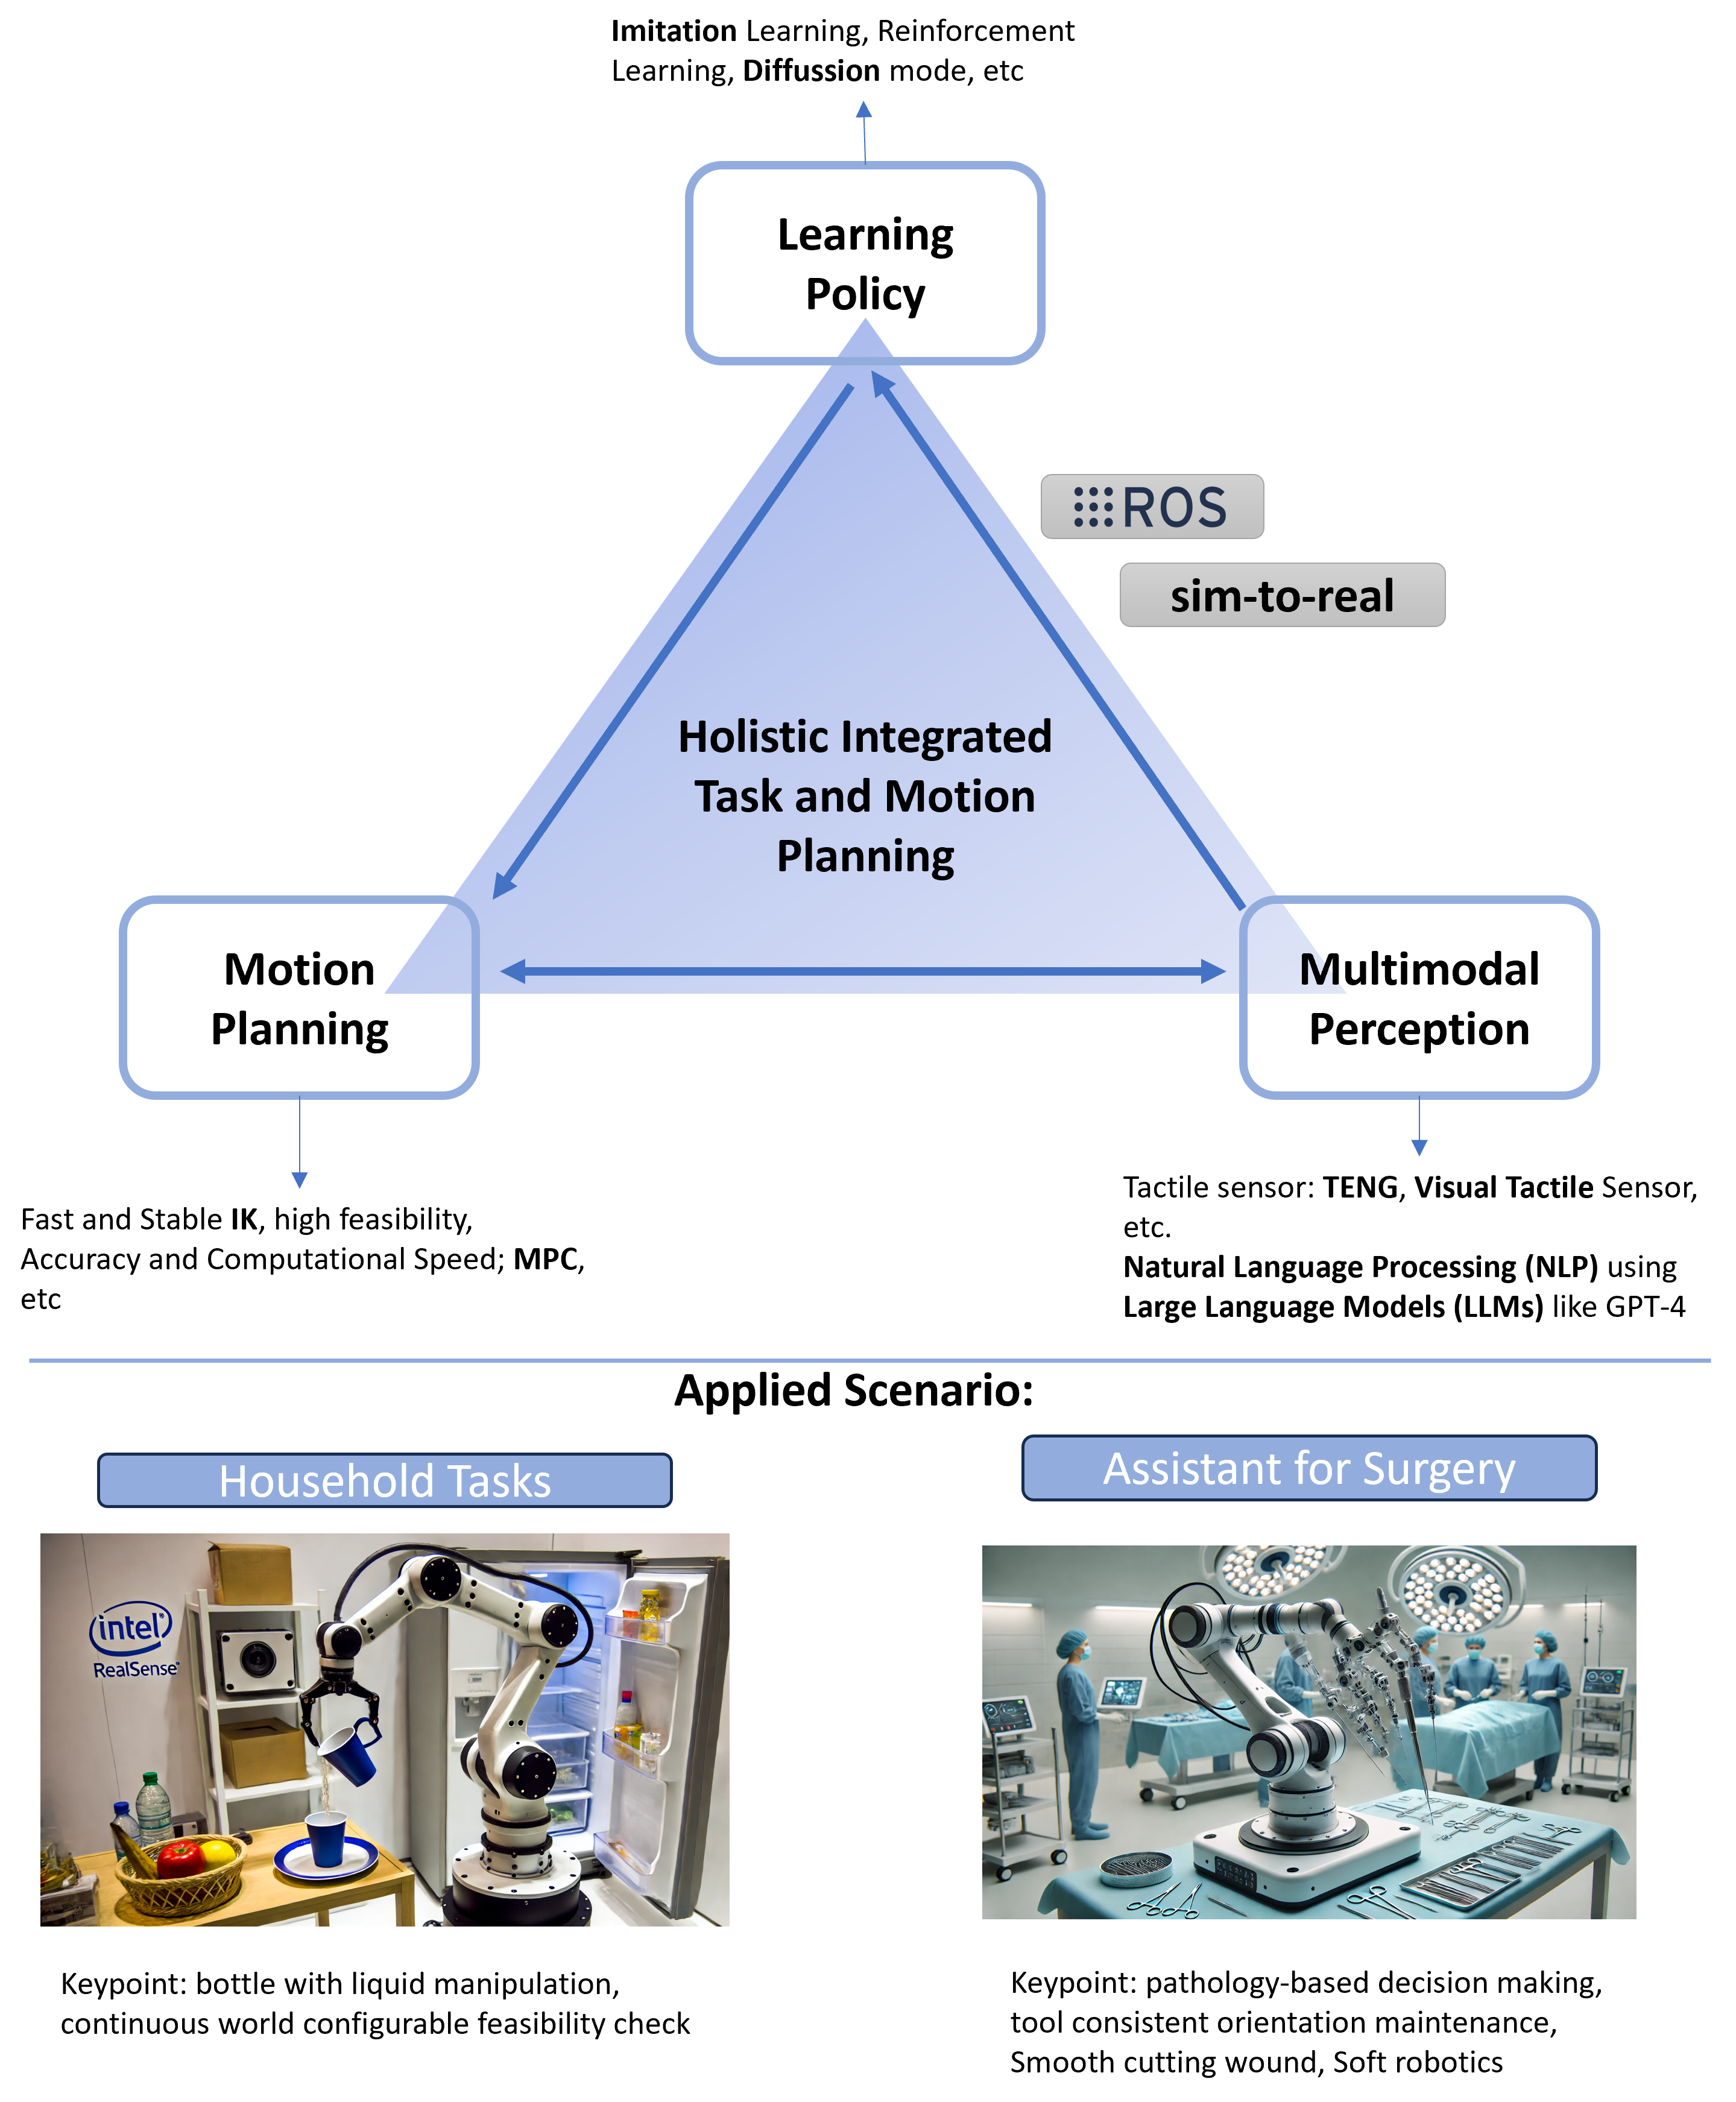 Imitation Learning, Reinforcement
Learning, Diffussion mode, etc
Learning
Policy
ROS
sim-to-real
Holistic Integrated
Task and Motion
Planning
Motion
Planning
Multimodal
Perception
Fast and Stable IK, high feasibility,
Accuracy and Computational Speed; MPC,
etc
Tactile sensor: TENG, Visual Tactile Sensor,
etc.
Natural Language Processing (NLP) using
Large Language Models (LLMs) like GPT-4
Applied Scenario:
Household Tasks
Assistant for Surgery
intel
RealSense
Keypoint: bottle with liquid manipulation,
continuous world configurable feasibility check
Keypoint: pathology-based decision making,
tool consistent orientation maintenance,
Smooth cutting wound, Soft robotics